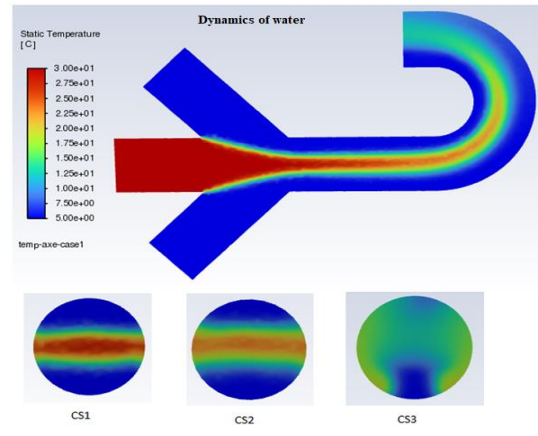 Dynamics of water
Static Temperature
[ C ]
3.00e+01
2.75e+01
2.50e+01
2.25e+01
2.00e+01
1.75e+01
1.50e+01
1.25e+01
1.00e+01
7.50e+00
5.00e+00
temp-axe-case1
CS1 CS2 CS3